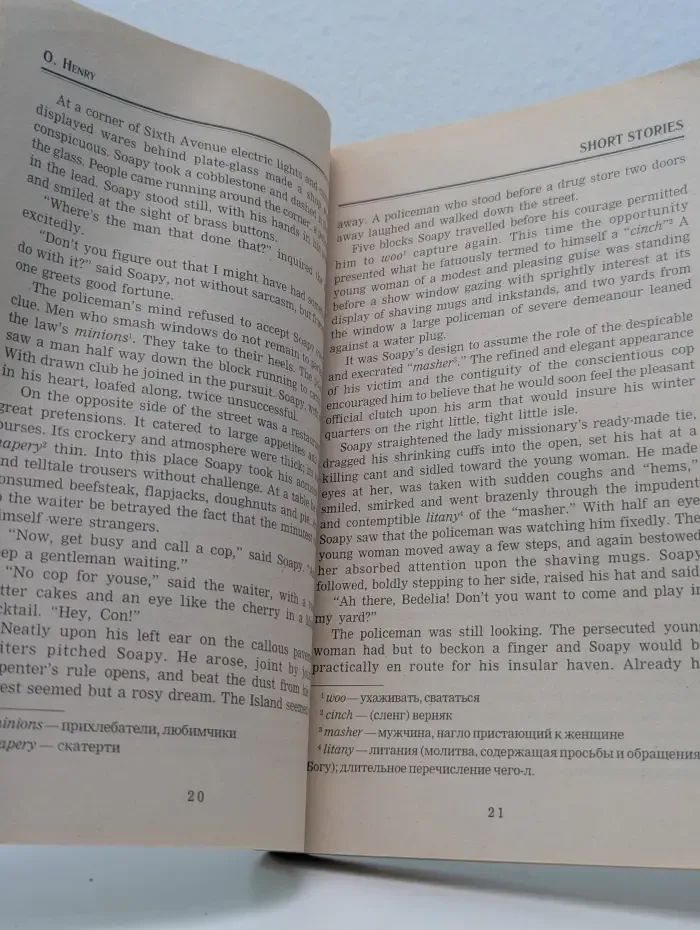 O. HENRY
At a corner of Sixth Avenue electric lights and
displayed wares behind plate-glass made a
conspicuous. Soapy took a cobblestone and dashed
the glass. People came running around the corner, a
in the lead. Soapy stood still, with his hands in his
and smiled at the sight of brass buttons.
“Where's the man that done that?” inquired the
excitedly.
“Don't you figure out that I might have had
do with it?” said Soapy, not without sarcasm, but
one greets good fortune.
The policeman's mind refused to accept Soapy
clue. Men who smash windows do not remain to
the law's minions¹. They take to their heels. The
saw a man half way down the block running to
With drawn club he joined in the pursuit. Soapy, with
in his heart, loafed along, twice unsuccessful.
On the opposite side of the street was a
great pretensions. It catered to large appetites and
ourses. Its crockery and atmosphere were thick; its
napery² thin. Into this place Soapy took his
nd telltale trousers without challenge. At a table he
onsumed beefsteak, flapjacks, doughnuts and pie.
o the waiter be betrayed the fact that the minutest
imself were strangers.
“Now, get busy and call a cop,” said Soapy.
ep a gentleman waiting.”
“No cop for youse,” said the waiter, with a
tter cakes and an eye like the cherry in a
cktail. “Hey, Con!”
Neatly upon his left ear on the callous
iters pitched Soapy. He arose, joint by
penter's rule opens, and beat the dust from his
est seemed but a rosy dream. The Island seemed
inions — прихлебатели, любимчики
apery — скатерти
20
SHORT STORIES
away. A policeman who stood before a drug store two doors
away laughed and walked down the street.
Five blocks Soapy travelled before his courage permitted
him to woo¹ capture again. This time the opportunity
presented what he fatuously termed to himself a “cinch”² A
young woman of a modest and pleasing guise was standing
before a show window gazing with sprightly interest at its
display of shaving mugs and inkstands, and two yards from
the window a large policeman of severe demeanour leaned
against a water plug.
It was Soapy's design to assume the role of the despicable
and execrated “masher³.” The refined and elegant appearance
of his victim and the contiguity of the conscientious cop
encouraged him to believe that he would soon feel the pleasant
official clutch upon his arm that would insure his winter
quarters on the right little, tight little isle.
Soapy straightened the lady missionary's ready-made tie,
dragged his shrinking cuffs into the open, set his hat at a
killing cant and sidled toward the young woman. He made
eyes at her, was taken with sudden coughs and “hems,”
smiled, smirked and went brazenly through the impudent
and contemptible litany⁴ of the “masher.” With half an eye
Soapy saw that the policeman was watching him fixedly. The
young woman moved away a few steps, and again bestowed
her absorbed attention upon the shaving mugs. Soapy
followed, boldly stepping to her side, raised his hat and said
“Ah there, Bedelia! Don't you want to come and play in
my yard?”
The policeman was still looking. The persecuted youn
woman had but to beckon a finger and Soapy would b
practically en route for his insular haven. Already h
¹ woo — ухаживать, свататься
² cinch — (сленг) верняк
³ masher — мужчина, нагло пристающий к женщине
⁴ litany — литания (молитва, содержащая просьбы и обращения
Богу); длительное перечисление чего-л.
21